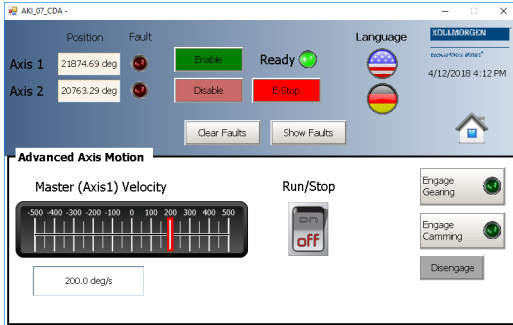 AKI_07_CDA -
Position Fault
Language
KOLLMORGEN
Because Motion Matters™
Axis 1 21874.69 deg Enable Ready
4/12/2018 4:12 PM
Axis 2 20763.29 deg Disable E-Stop
Clear Faults Show Faults
Advanced Axis Motion
Master (Axis1) Velocity
Run/Stop
Engage
Gearing
-500 -400 -300 -200 -100 0 100 200 300 400 500
on
off
Engage
Camming
200.0 deg/s
Disengage